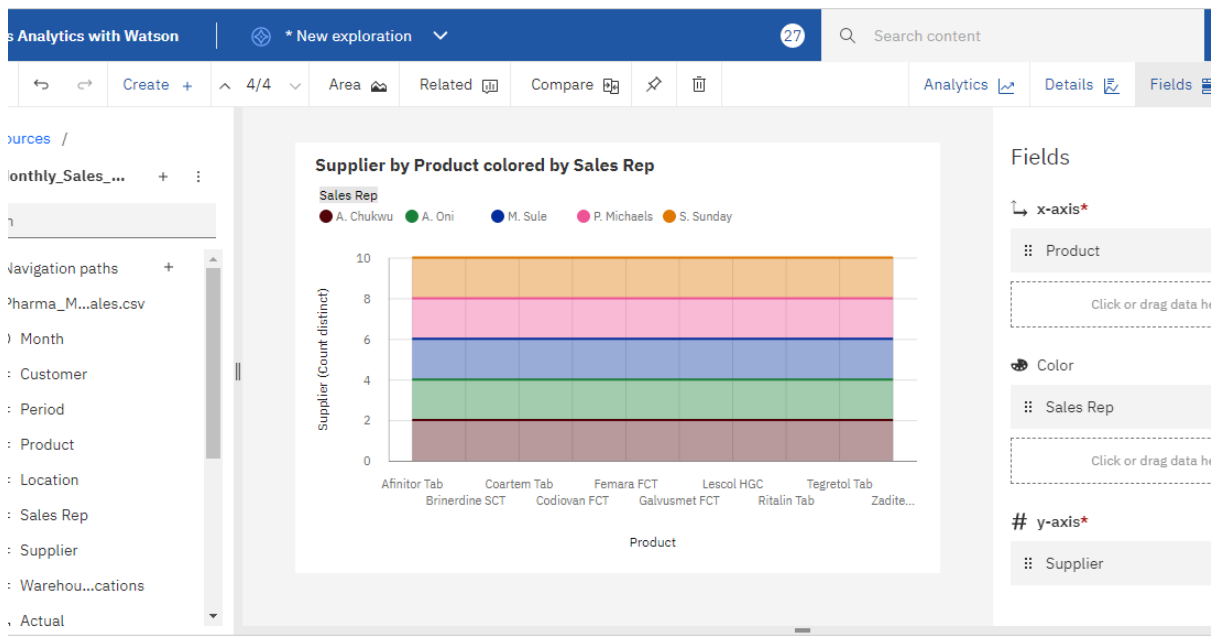 s Analytics with Watson
* New exploration
27
Search content
Create +
4/4
Area
Related
Compare
Analytics
Details
Fields
ources /
onthly_Sales_... +
Navigation paths +
Pharma_M...ales.csv
Month
Customer
Period
Product
Location
Sales Rep
Supplier
Warehou...cations
Actual
Supplier by Product colored by Sales Rep
Sales Rep
A. Chukwu A. Oni M. Sule P. Michaels S. Sunday
Supplier (Count distinct)
10
8
6
4
2
0
Afinitor Tab Coartem Tab Femara FCT Lescol HGC Tegretol Tab
Brinerdine SCT Codiovan FCT Galvusmet FCT Ritalin Tab Zadite...
Product
Fields
x-axis*
Product
Click or drag data he
Color
Sales Rep
Click or drag data he
# y-axis*
Supplier